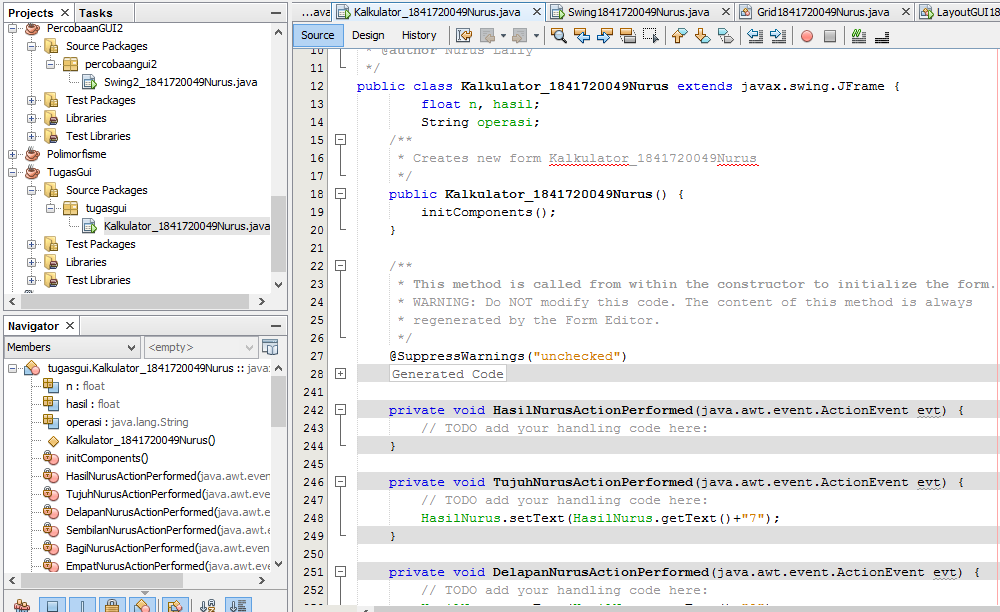 Projects × Tasks
PercobaanGUI2
Source Packages
percobaangui2
Swing2_1841720049Nurus.java
Test Packages
Libraries
Test Libraries
Polimorfisme
TugasGui
Source Packages
tugasgui
Kalkulator_1841720049Nurus.java
Test Packages
Libraries
Test Libraries
Navigator ×
Members <empty>
tugasgui.Kalkulator_1841720049Nurus :: java
n : float
hasil : float
operasi : java.lang.String
Kalkulator_1841720049Nurus()
initComponents()
HasilNurusActionPerformed(java.awt.even
TujuhNurusActionPerformed(java.awt.eve
DelapanNurusActionPerformed(java.awt.e
SembilanNurusActionPerformed(java.awt.
BagiNurusActionPerformed(java.awt.even
EmpatNurusActionPerformed(java.awt.eve
...ava Kalkulator_1841720049Nurus.java × Swing1841720049Nurus.java × Grid1841720049Nurus.java × LayoutGUI18
Source Design History
10 * @author Nurus Laily
11 */
12 public class Kalkulator_1841720049Nurus extends javax.swing.JFrame {
13 float n, hasil;
14 String operasi;
15 /**
16 * Creates new form Kalkulator_1841720049Nurus
17 */
18 public Kalkulator_1841720049Nurus() {
19 initComponents();
20 }
21
22 /**
23 * This method is called from within the constructor to initialize the form.
24 * WARNING: Do NOT modify this code. The content of this method is always
25 * regenerated by the Form Editor.
26 */
27 @SuppressWarnings("unchecked")
28 Generated Code
241
242 private void HasilNurusActionPerformed(java.awt.event.ActionEvent evt) {
243 // TODO add your handling code here:
244 }
245
246 private void TujuhNurusActionPerformed(java.awt.event.ActionEvent evt) {
247 // TODO add your handling code here:
248 HasilNurus.setText(HasilNurus.getText()+"7");
249 }
250
251 private void DelapanNurusActionPerformed(java.awt.event.ActionEvent evt) {
252 // TODO add your handling code here: